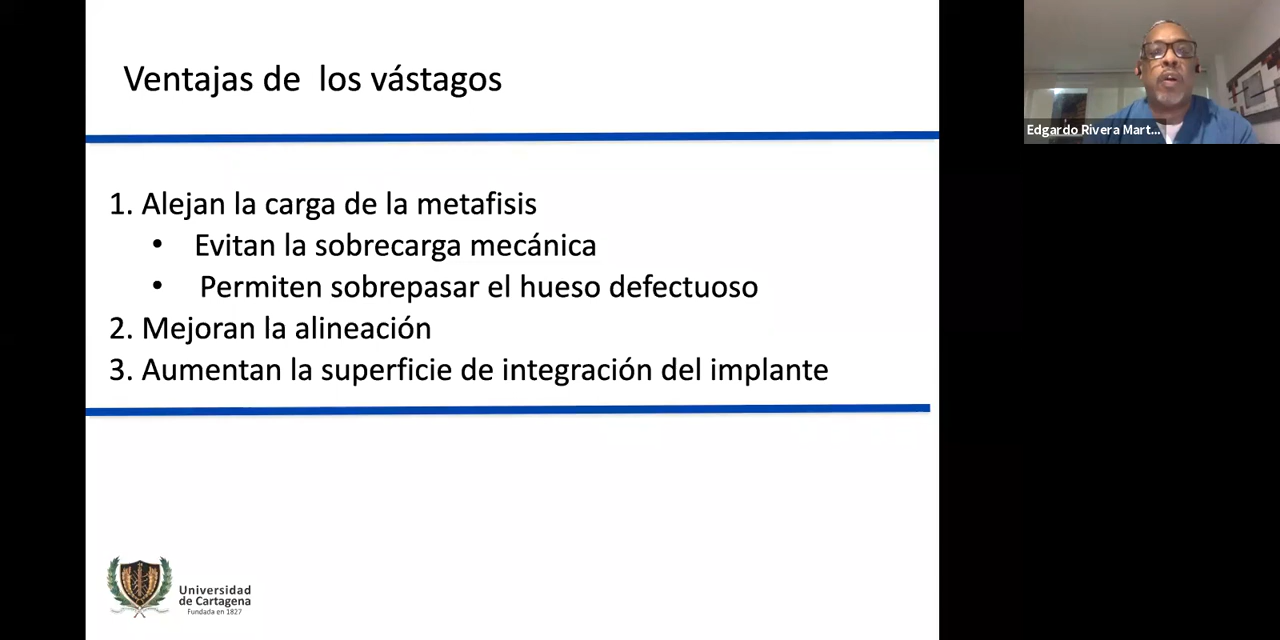 Ventajas de los vástagos
1. Alejan la carga de la metafisis
• Evitan la sobrecarga mecánica
• Permiten sobrepasar el hueso defectuoso
2. Mejoran la alineación
3. Aumentan la superficie de integración del implante
Universidad
de Cartagena
Fundada en 1827
Edgardo Rivera Mart...